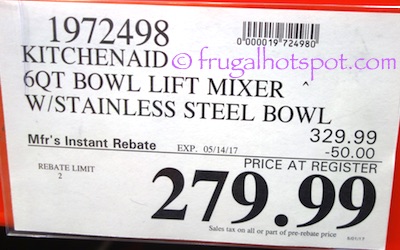 1972498
000001972498​0
© frugalhotspot.com
KITCHENAID
6QT BOWL LIFT MIXER
W/STAINLESS STEEL BOWL
329.99
Mfr's Instant Rebate EXP. 05/14/17 -50.00
PRICE AT REGISTER
REBATE LIMIT
2
279.99
Sales tax on all or part of pre-rebate price